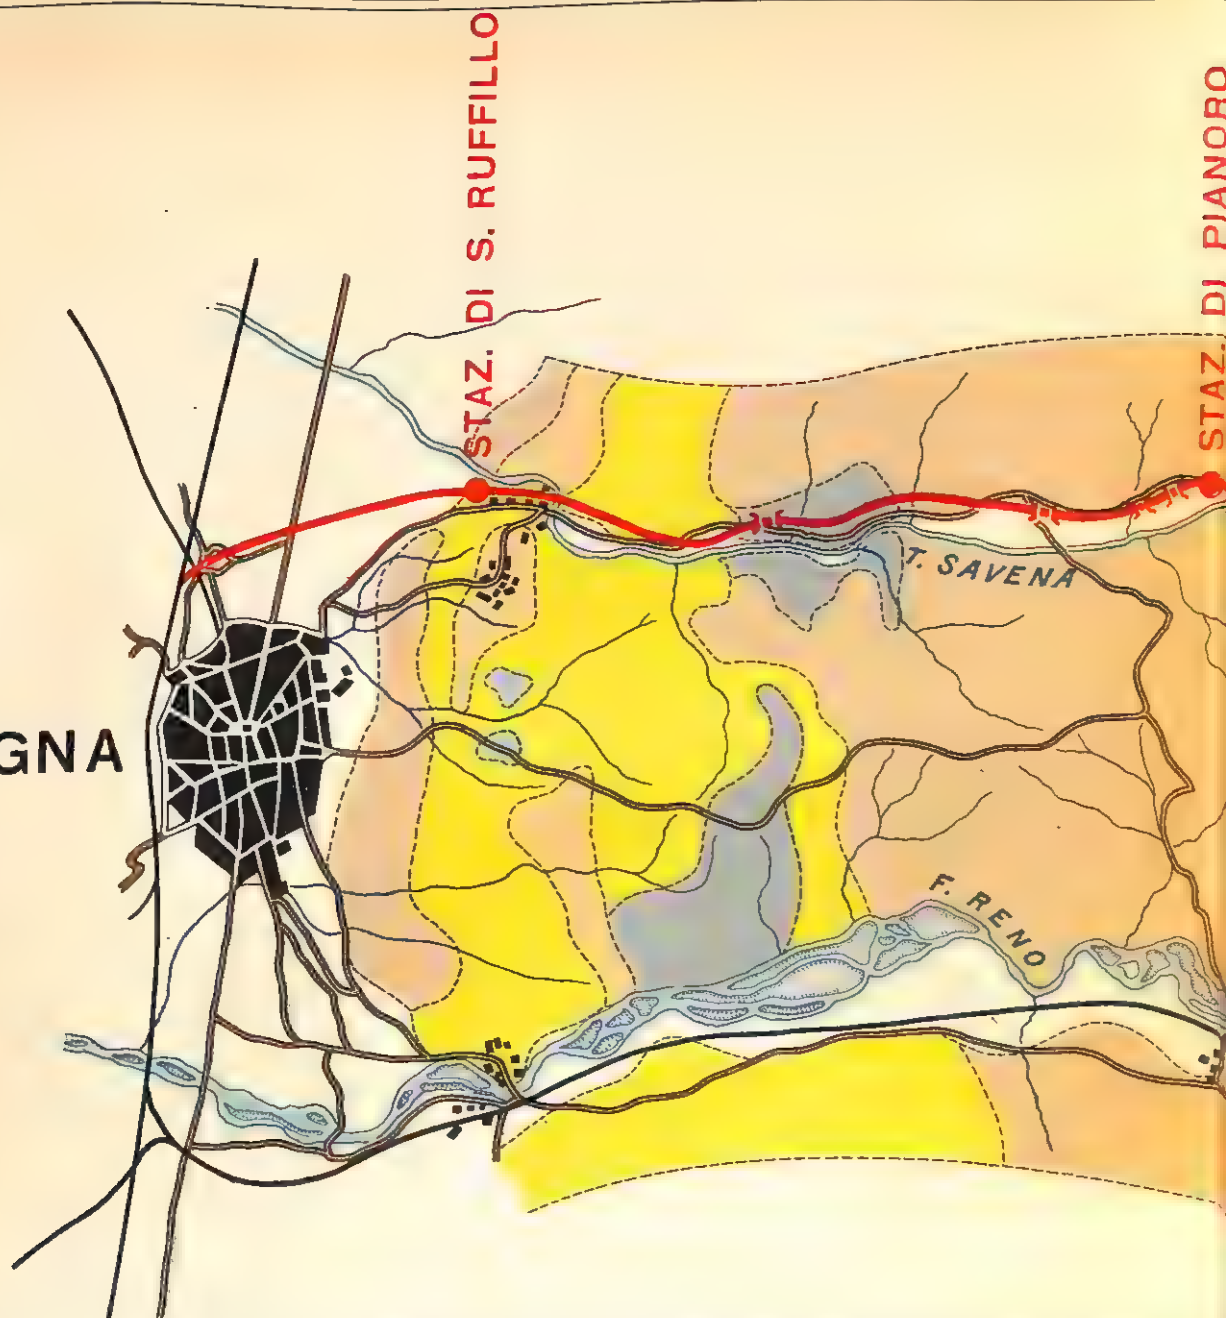 STAZ. DI S. RUFFILLO
STAZ. DI PIANORO
T. SAVENA
GNA
F. RENO